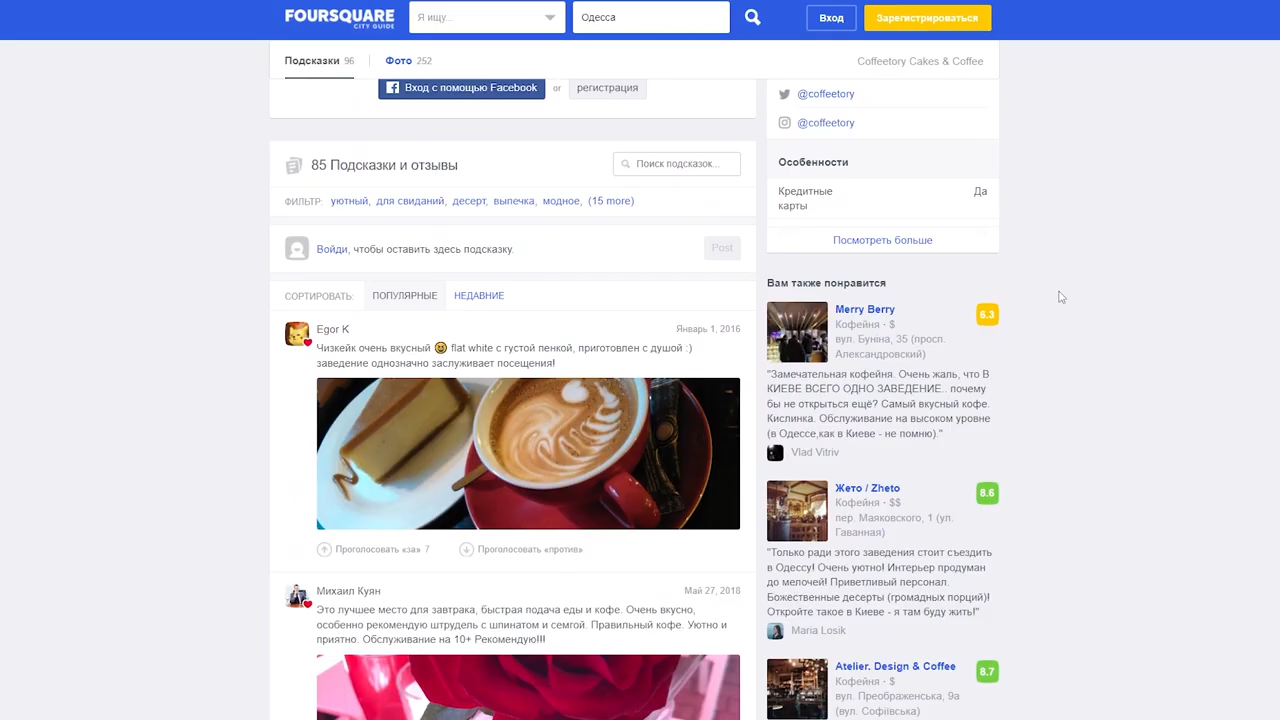 FOURSQUARE
CITY GUIDE
Я ищу...
Одесса
Вход
Зарегистрироваться
Подсказки 96
Фото 252
Coffeetory Cakes & Coffee
Вход с помощью Facebook
or
регистрация
85 Подсказки и отзывы
Поиск подсказок...
ФИЛЬТР: уютный, для свиданий, десерт, выпечка, модное, (15 more)
Войди, чтобы оставить здесь подсказку.
Post
СОРТИРОВАТЬ: ПОПУЛЯРНЫЕ НЕДАВНИЕ
Egor K
Январь 1, 2016
Чизкейк очень вкусный 😄 flat white с густой пенкой, приготовлен с душой :)
заведение однозначно заслуживает посещения!
Проголосовать «за» 7
Проголосовать «против»
Михаил Куян
Май 27, 2018
Это лучшее место для завтрака, быстрая подача еды и кофе. Очень вкусно,
особенно рекомендую штрудель с шпинатом и семгой. Правильный кофе. Уютно и
приятно. Обслуживание на 10+ Рекомендую!!!
@coffeetory
@coffeetory
Особенности
Кредитные
карты
Да
Посмотреть больше
Вам также понравится
Merry Berry
6.3
Кофейня · $
вул. Буніна, 35 (просп.
Александровский)
"Замечательная кофейня. Очень жаль, что В
КИЕВЕ ВСЕГО ОДНО ЗАВЕДЕНИЕ.. почему
бы не открыться ещё? Самый вкусный кофе.
Кислинка. Обслуживание на высоком уровне
(в Одессе,как в Киеве - не помню)."
Vlad Vitriv
Жето / Zheto
8.6
Кофейня · $$
пер. Маяковского, 1 (ул.
Гаванная)
"Только ради этого заведения стоит съездить
в Одессу! Очень уютно! Интерьер продуман
до мелочей! Приветливый персонал.
Божественные десерты (громадных порций)!
Откройте такое в Киеве - я там буду жить!"
Maria Losik
Atelier. Design & Coffee
8.7
Кофейня · $
вул. Преображенська, 9а
(вул. Софіївська)